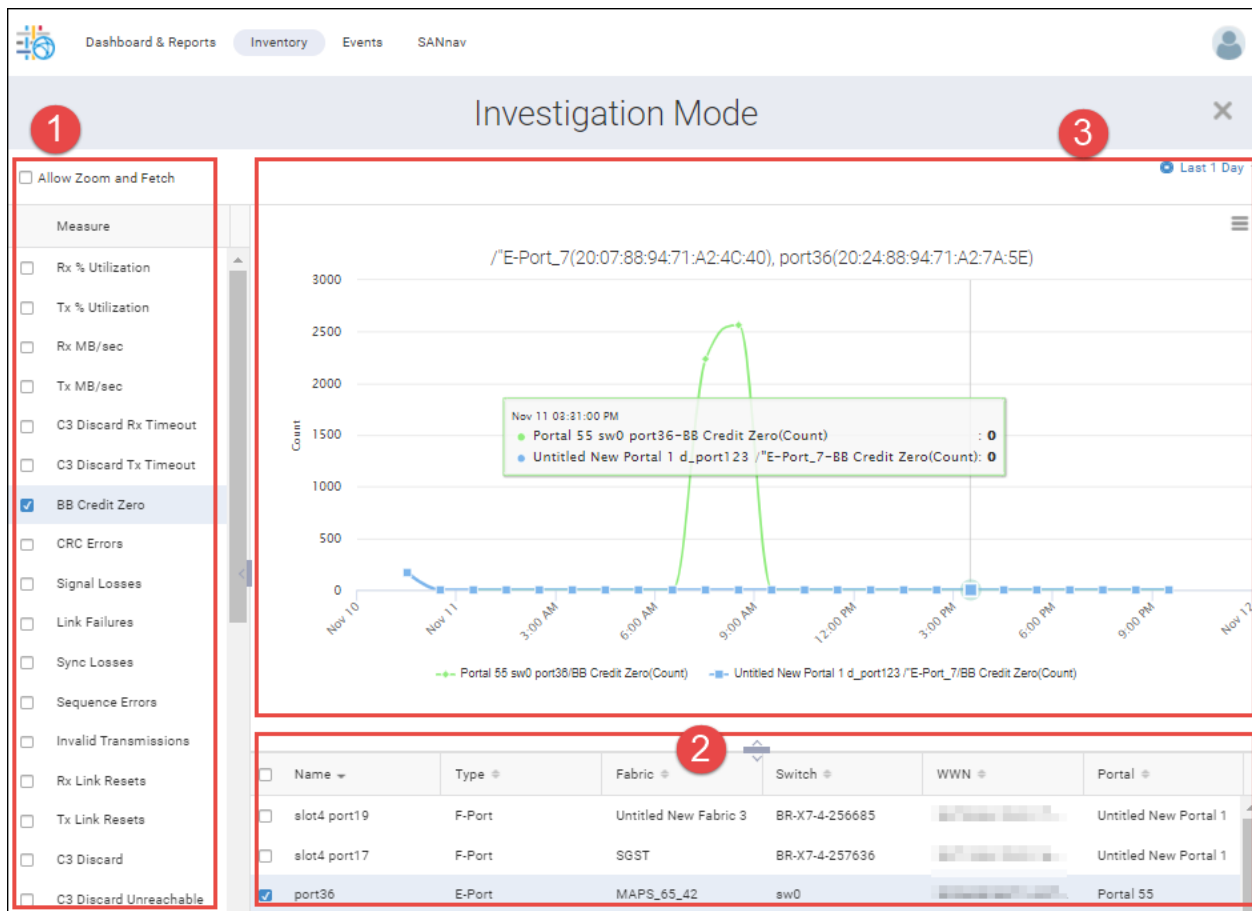 Dashboard & Reports Inventory Events SANnav
Investigation Mode
1
3
Allow Zoom and Fetch
Last 1 Day
Measure
Rx % Utilization
Tx % Utilization
Rx MB/sec
Tx MB/sec
C3 Discard Rx Timeout
C3 Discard Tx Timeout
BB Credit Zero
CRC Errors
Signal Losses
Link Failures
Sync Losses
Sequence Errors
Invalid Transmissions
Rx Link Resets
Tx Link Resets
C3 Discard
C3 Discard Unreachable
/"E-Port_7(20:07:88:94:71:A2:4C:40), port36(20:24:88:94:71:A2:7A:5E)
3000
2500
2000
1500
1000
500
0
Count
Nov 11 03:31:00 PM
Portal 55 sw0 port36-BB Credit Zero(Count) : 0
Untitled New Portal 1 d_port123 /"E-Port_7-BB Credit Zero(Count): 0
Nov 10 Nov 11 3:00 AM 6:00 AM 9:00 AM 12:00 PM 3:00 PM 6:00 PM 9:00 PM Nov 12
Portal 55 sw0 port36/BB Credit Zero(Count) Untitled New Portal 1 d_port123 /"E-Port_7/BB Credit Zero(Count)
2
Name Type Fabric Switch WWN Portal
slot4 port19 F-Port Untitled New Fabric 3 BR-X7-4-256685 Untitled New Portal 1
slot4 port17 F-Port SGST BR-X7-4-257636 Untitled New Portal 1
port36 E-Port MAPS_65_42 sw0 Portal 55